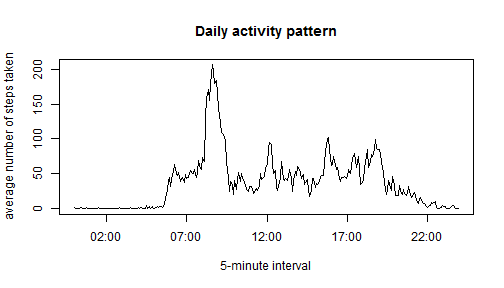 Daily activity pattern
average number of steps taken
200
150
100
50
0
02:00 07:00 12:00 17:00 22:00
5-minute interval